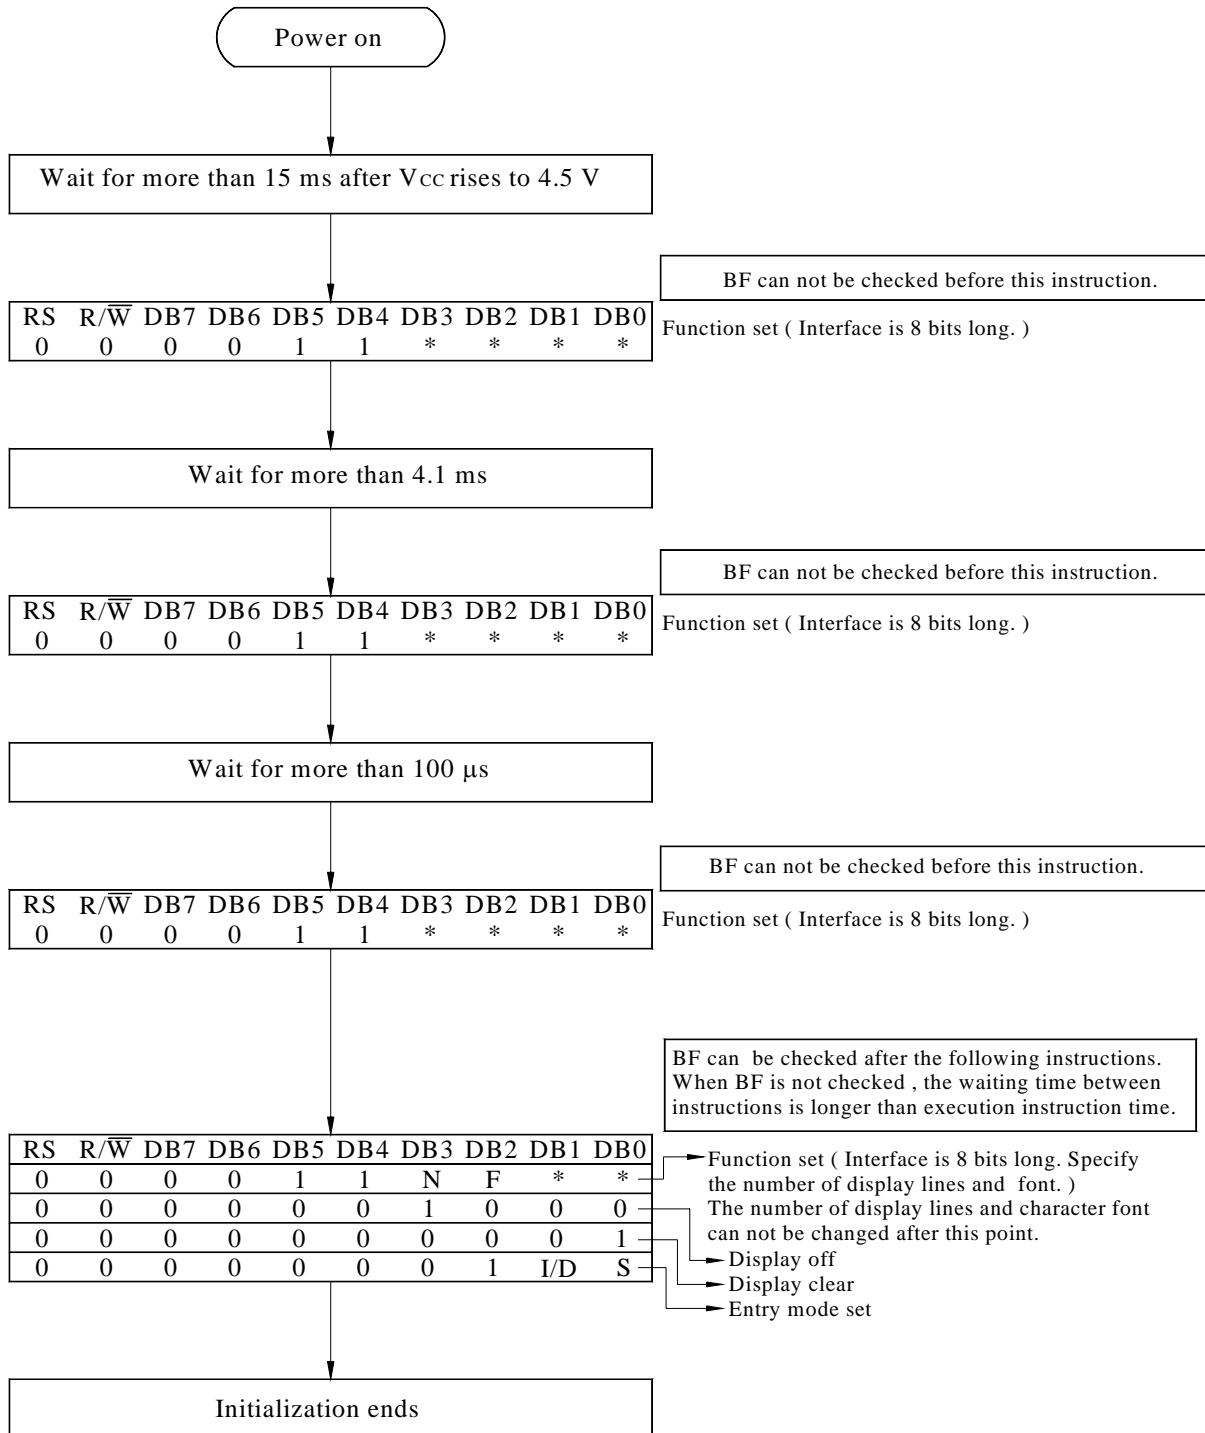 Power on
Wait for more than 15 ms after VCC rises to 4.5 V
BF can not be checked before this instruction.
RS R/W̅ DB7 DB6 DB5 DB4 DB3 DB2 DB1 DB0
0 0 0 0 1 1 * * * *
Function set ( Interface is 8 bits long. )
Wait for more than 4.1 ms
BF can not be checked before this instruction.
RS R/W̅ DB7 DB6 DB5 DB4 DB3 DB2 DB1 DB0
0 0 0 0 1 1 * * * *
Function set ( Interface is 8 bits long. )
Wait for more than 100 µs
BF can not be checked before this instruction.
RS R/W̅ DB7 DB6 DB5 DB4 DB3 DB2 DB1 DB0
0 0 0 0 1 1 * * * *
Function set ( Interface is 8 bits long. )
BF can be checked after the following instructions.
When BF is not checked , the waiting time between
instructions is longer than execution instruction time.
RS R/W̅ DB7 DB6 DB5 DB4 DB3 DB2 DB1 DB0
0 0 0 0 1 1 N F * *
0 0 0 0 0 0 1 0 0 0
0 0 0 0 0 0 0 0 0 1
0 0 0 0 0 0 0 1 I/D S
Function set ( Interface is 8 bits long. Specify
the number of display lines and font. )
The number of display lines and character font
can not be changed after this point.
Display off
Display clear
Entry mode set
Initialization ends